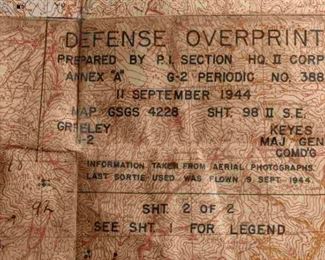 DEFENSE OVERPRINT
PREPARED BY P.I. SECTION HQ II CORP
ANNEX "A" G-2 PERIODIC NO. 388
11 SEPTEMBER 1944
MAP GSGS 4228 SHT. 98 II S.E.
GREELEY KEYES
G-2 MAJ GEN
COMD'G
INFORMATION TAKEN FROM AERIAL PHOTOGRAPHS
LAST SORTIE USED WAS FLOWN 9 SEPT. 1944
SHT. 2 OF 2
SEE SHT. 1 FOR LEGEND
92